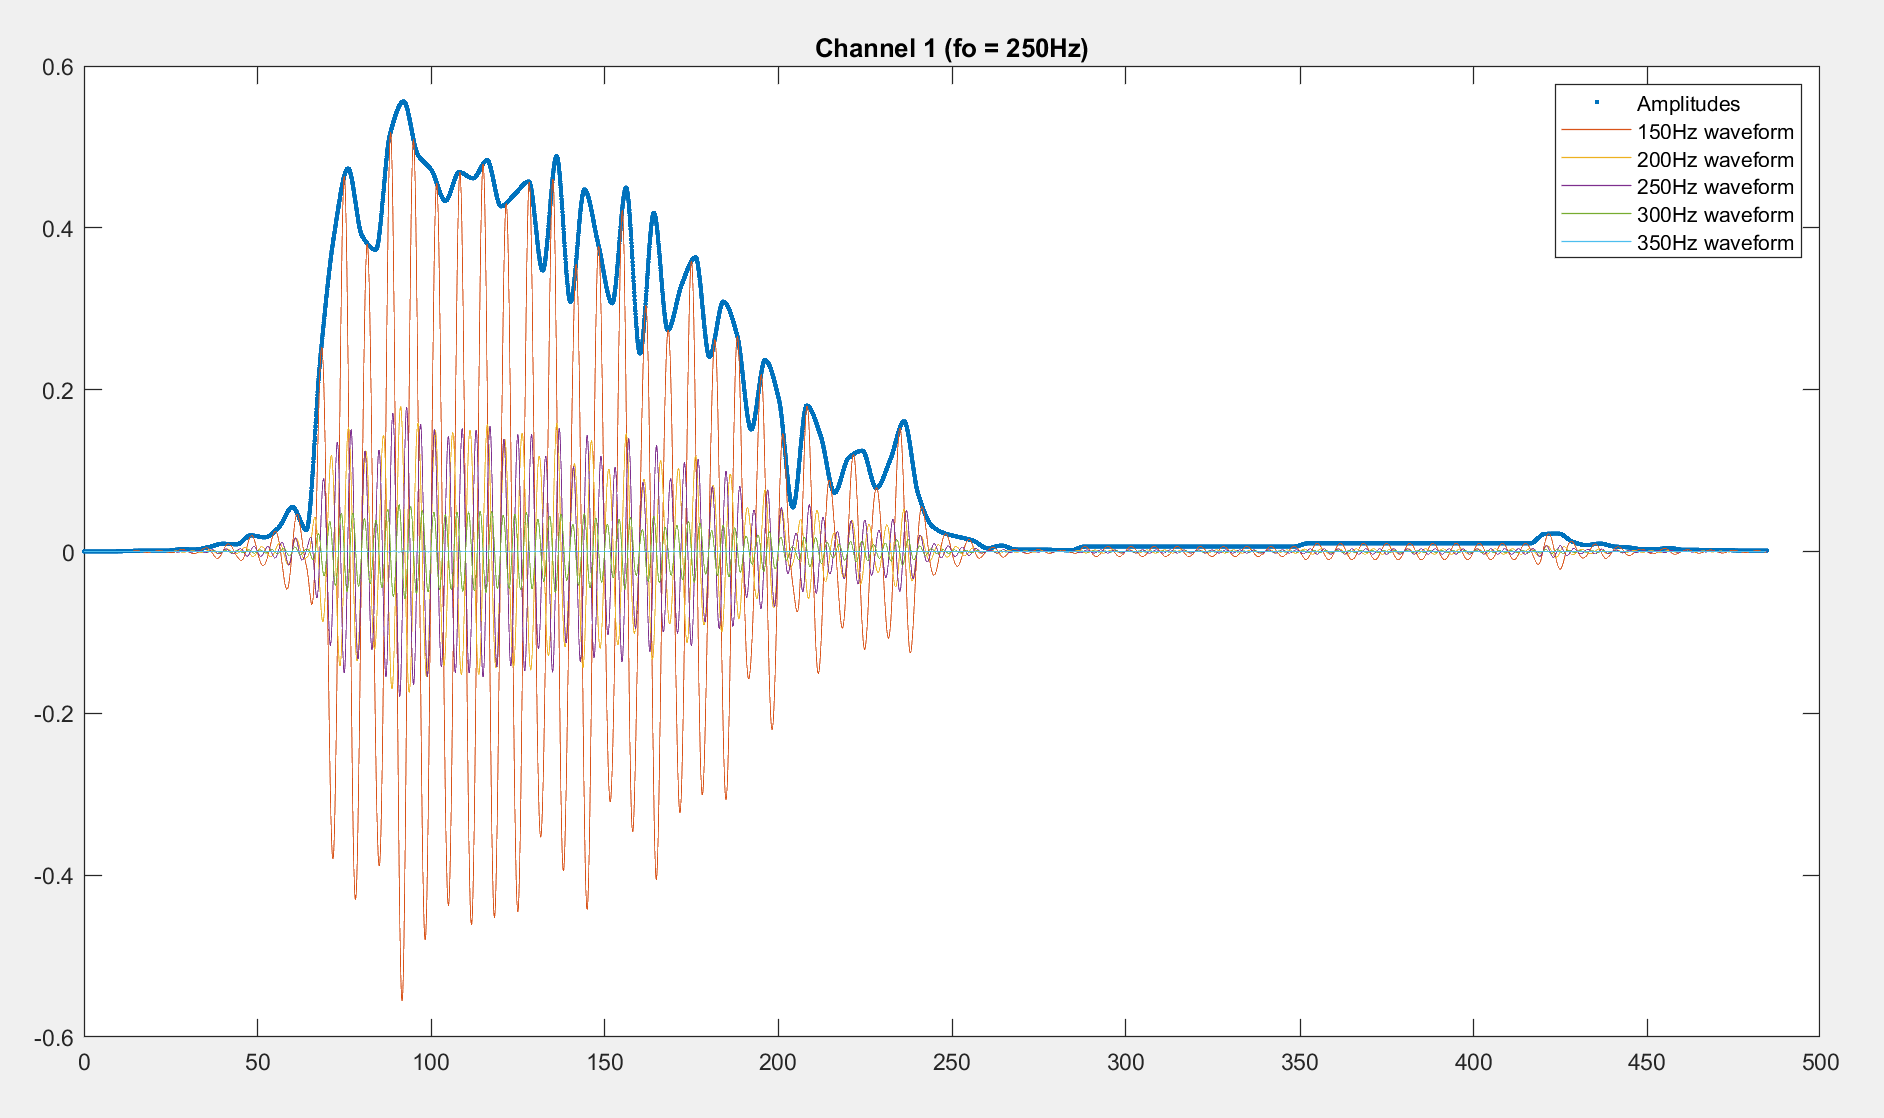 Channel 1 (fo = 250Hz)
0.6
0.4
0.2
0
-0.2
-0.4
-0.6
0 50 100 150 200 250 300 350 400 450 500
Amplitudes
150Hz waveform
200Hz waveform
250Hz waveform
300Hz waveform
350Hz waveform